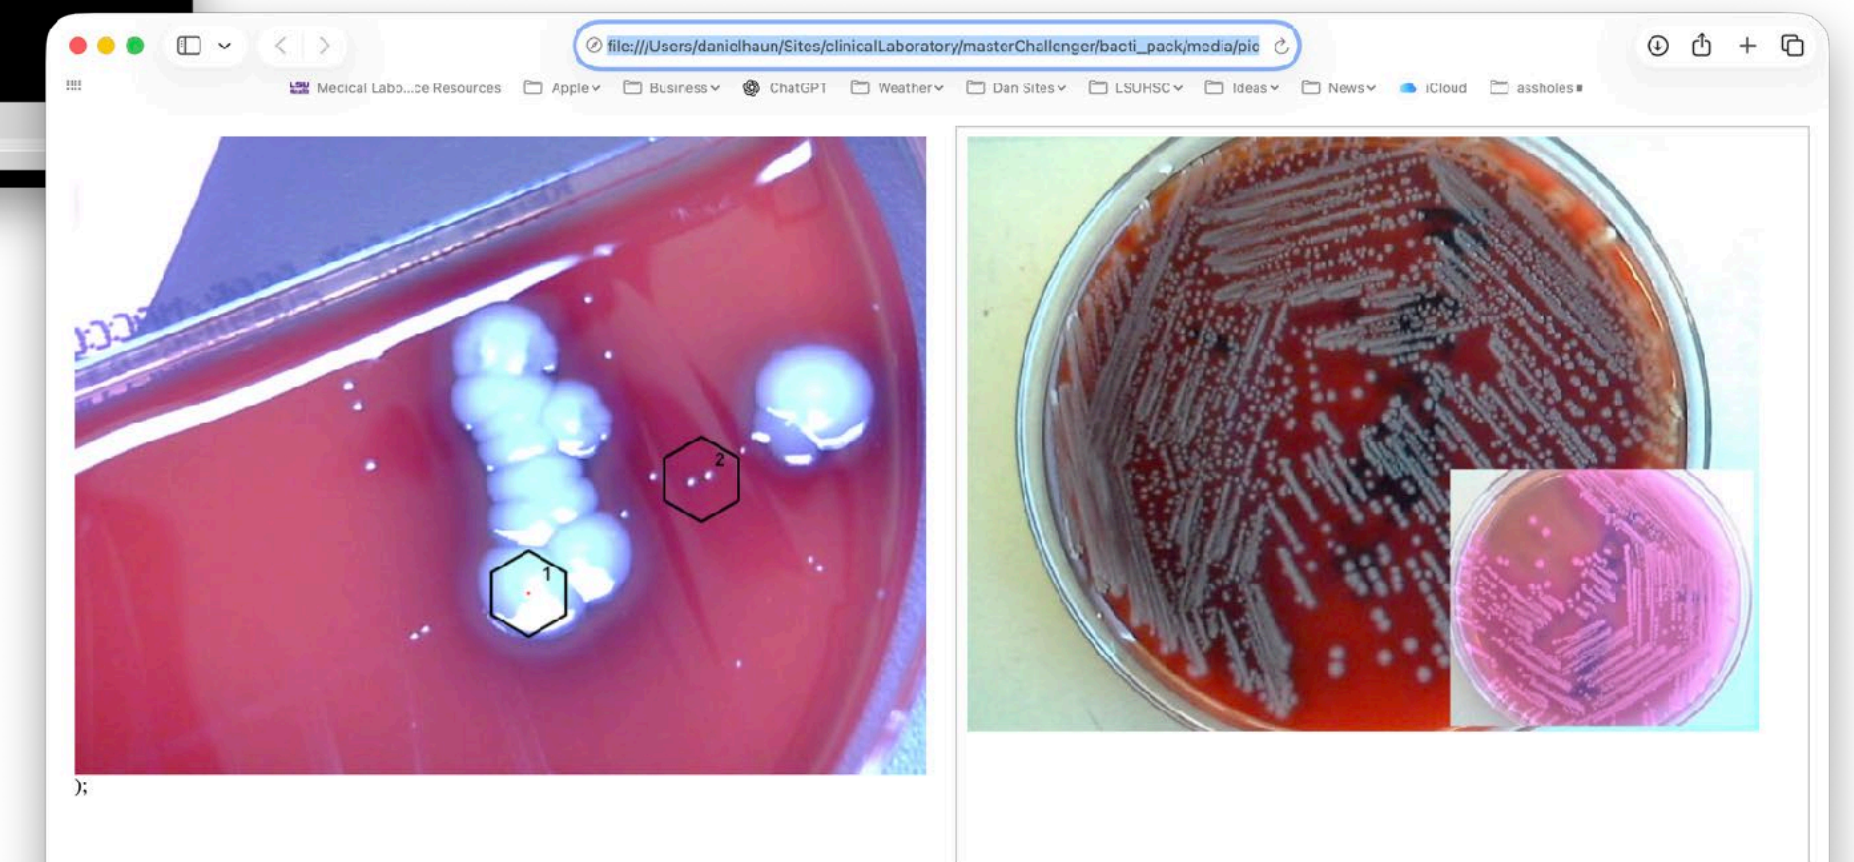 file:///Users/danielhaun/Sites/clinicalLaboratory/masterChallenger/bacti_pack/media/pic
LSU Medical Labo...ce Resources Apple Business ChatGPT Weather Dan Sites LSUHSC Ideas News iCloud assholes
2
1
);